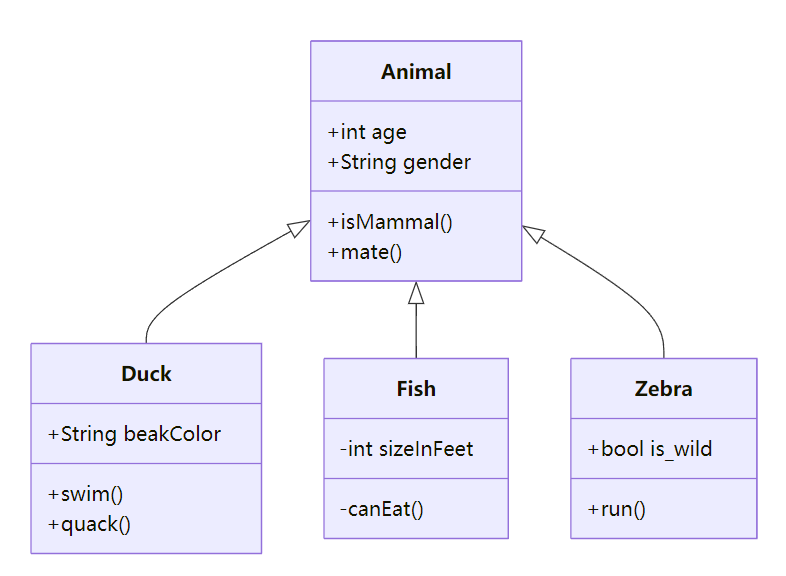 Animal
+int age
+String gender
+isMammal()
+mate()
Duck
+String beakColor
+swim()
+quack()
Fish
-int sizeInFeet
-canEat()
Zebra
+bool is_wild
+run()